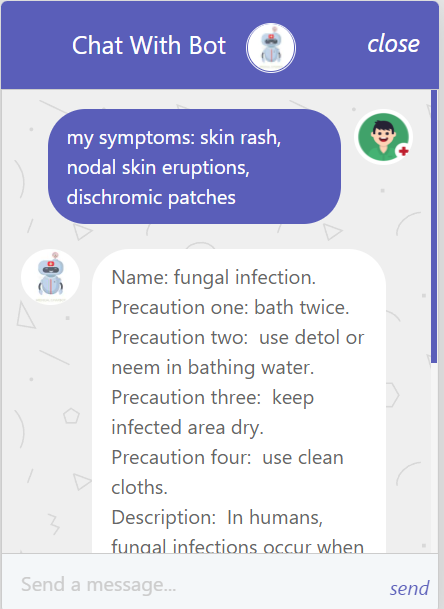 Chat With Bot
close
my symptoms: skin rash,
nodal skin eruptions,
dischromic patches
Name: fungal infection.
Precaution one: bath twice.
Precaution two:  use detol or
neem in bathing water.
Precaution three:  keep
infected area dry.
Precaution four:  use clean
cloths.
Description:  In humans,
fungal infections occur when
Send a message...
send